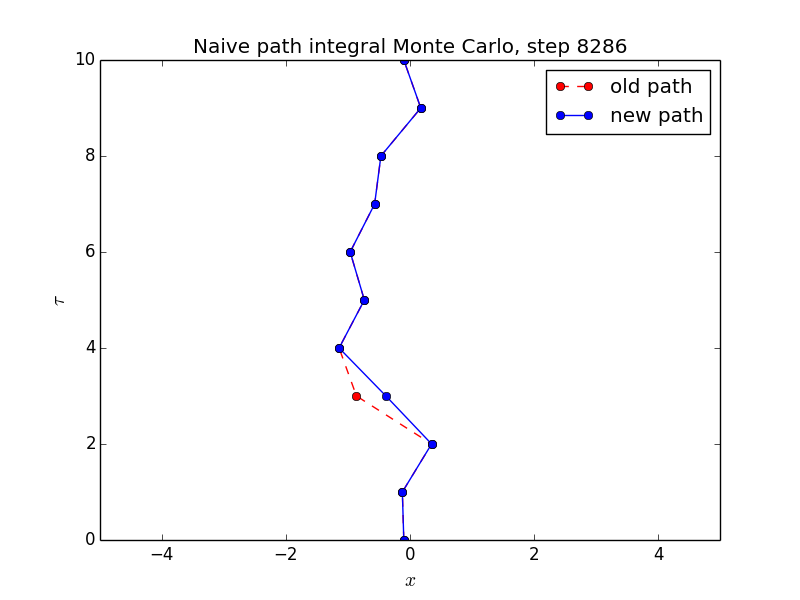 Naive path integral Monte Carlo, step 8286
old path
new path
10
8
6
4
2
0
τ
−4 −2 0 2 4
x